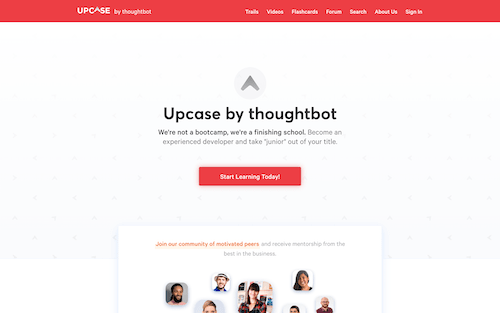 UPCASE by thoughtbot Trails Videos Flashcards Forum Search About Us Sign In
Upcase by thoughtbot
We're not a bootcamp, we're a finishing school. Become an
experienced developer and take "junior" out of your title.
Start Learning Today!
Join our community of motivated peers and receive mentorship from the
best in the business.